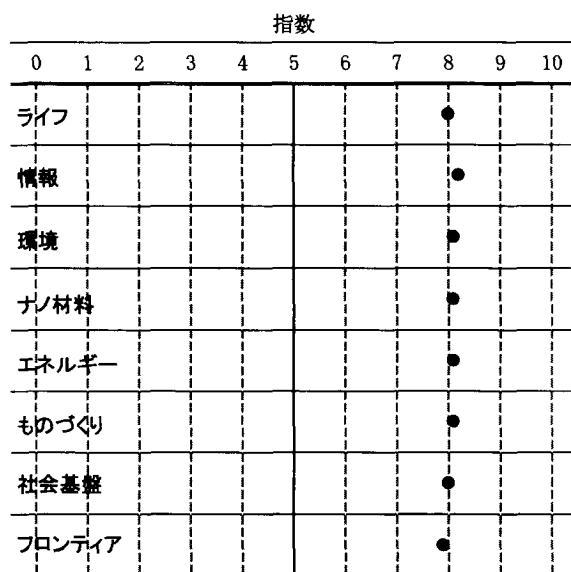 指数
0 1 2 3 4 5 6 7 8 9 10
ライフ
情報
環境
ナノ材料
エネルギー
ものづくり
社会基盤
フロンティア